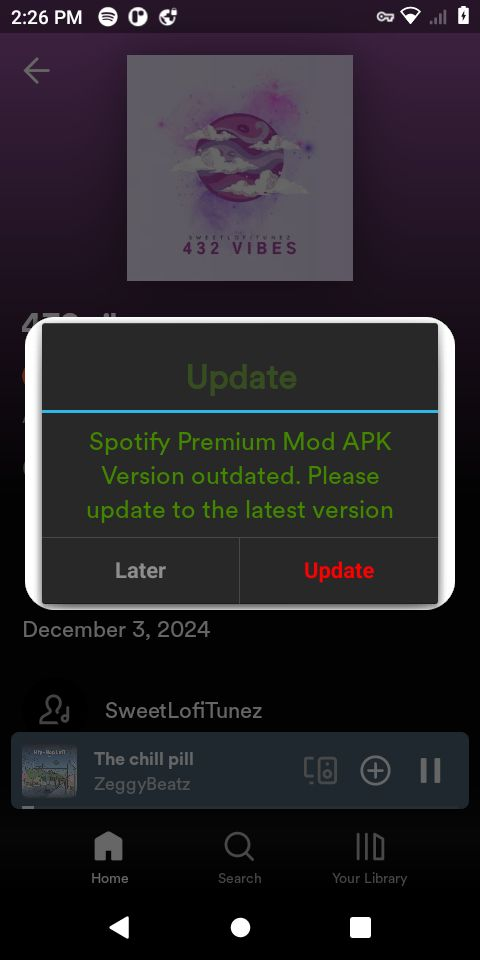 2:26 PM
SWEETLOFITUNEZ
432 VIBES
Update
Spotify Premium Mod APK
Version outdated. Please
update to the latest version
Later
Update
December 3, 2024
SweetLofiTunez
The chill pill
ZeggyBeatz
Home
Search
Your Library